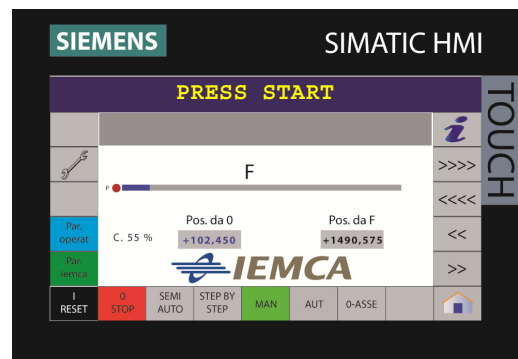 SIEMENS
SIMATIC HMI
TOUCH
PRESS START
i
F
>>>>
P
<<<<
Par.
operat
C. 55 %
Pos. da 0
Pos. da F
<<
+102,450
+1490,575
Par.
Iemca
IEMCA
>>
I
RESET
0
STOP
SEMI
AUTO
STEP BY
STEP
MAN
AUT
0-ASSE